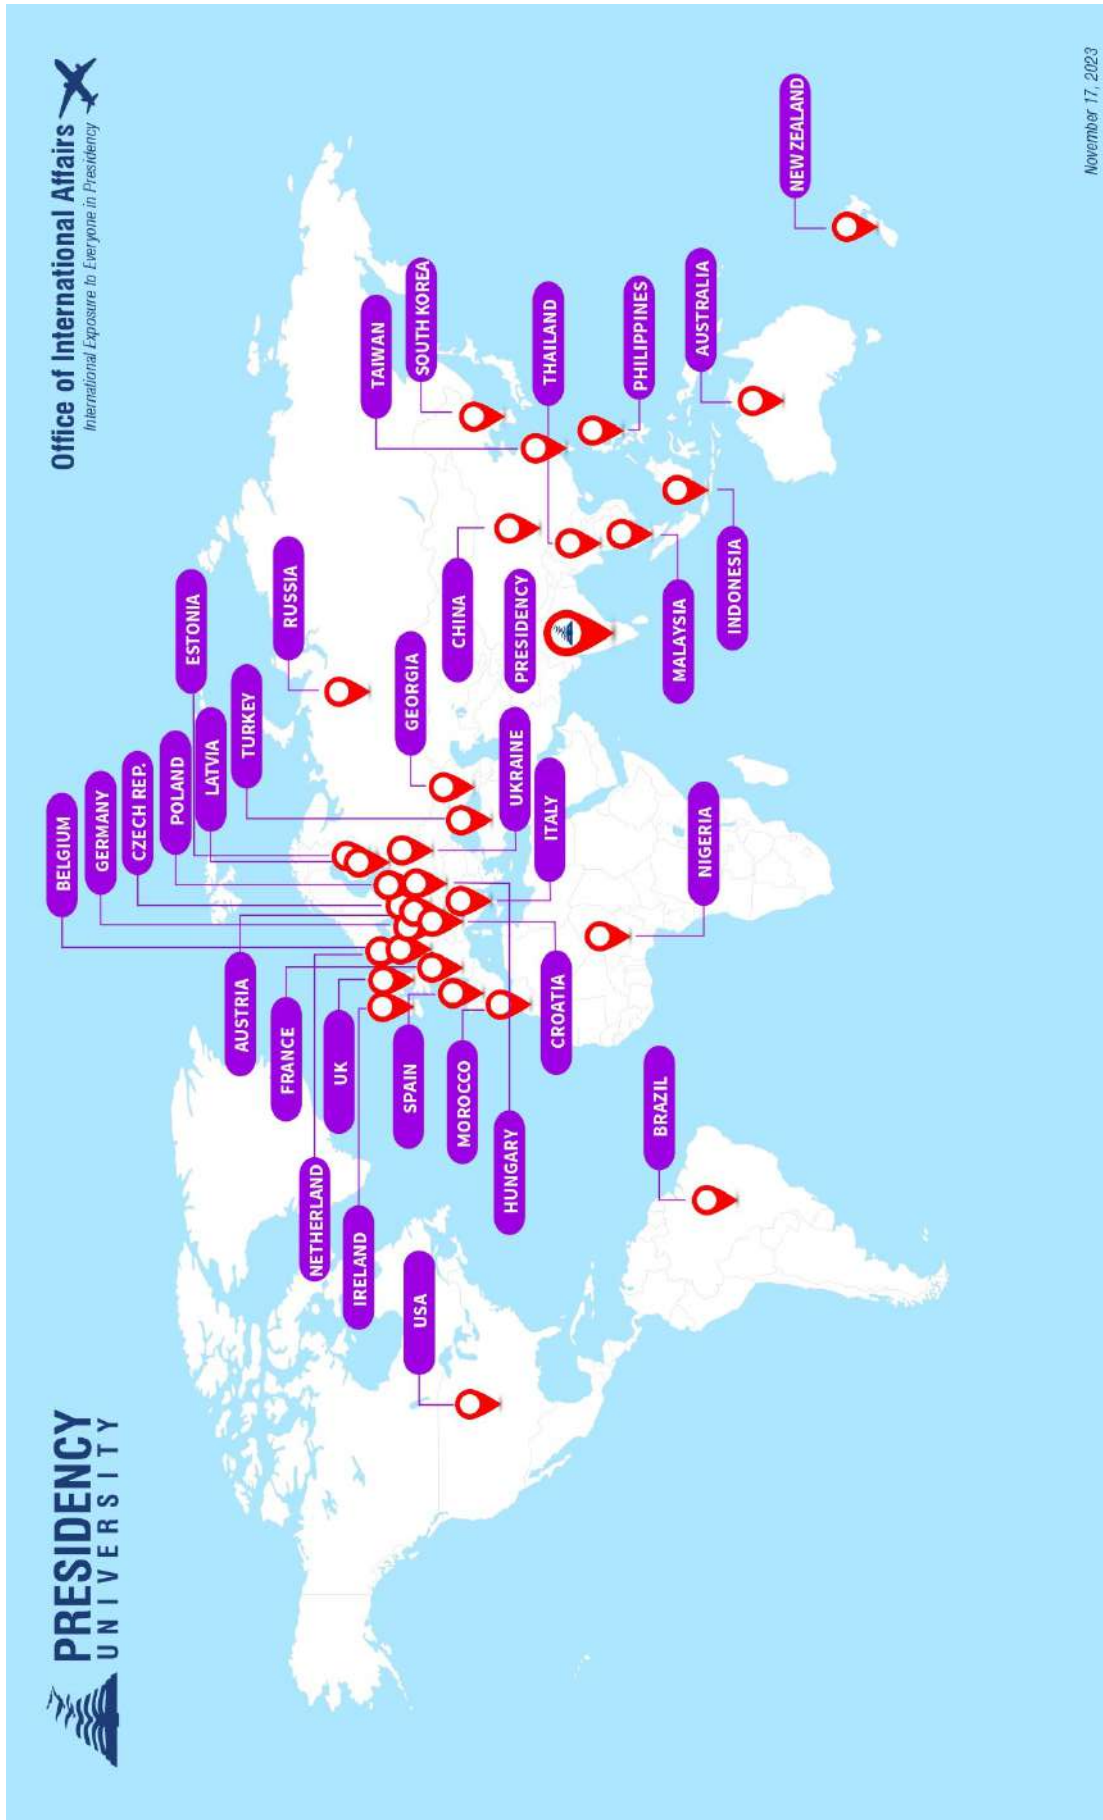 PRESIDENCY
UNIVERSITY
Office of International Affairs
International Exposure to Everyone in Presidency
BELGIUM
GERMANY
CZECH REP.
POLAND
ESTONIA
LATVIA
AUSTRIA
TURKEY
FRANCE
RUSSIA
NETHERLAND
UK
IRELAND
TAIWAN
SPAIN
GEORGIA
USA
SOUTH KOREA
MOROCCO
CHINA
HUNGARY
UKRAINE
PRESIDENCY
ITALY
CROATIA
THAILAND
PHILIPPINES
BRAZIL
MALAYSIA
NIGERIA
AUSTRALIA
INDONESIA
NEW ZEALAND
November 17, 2023